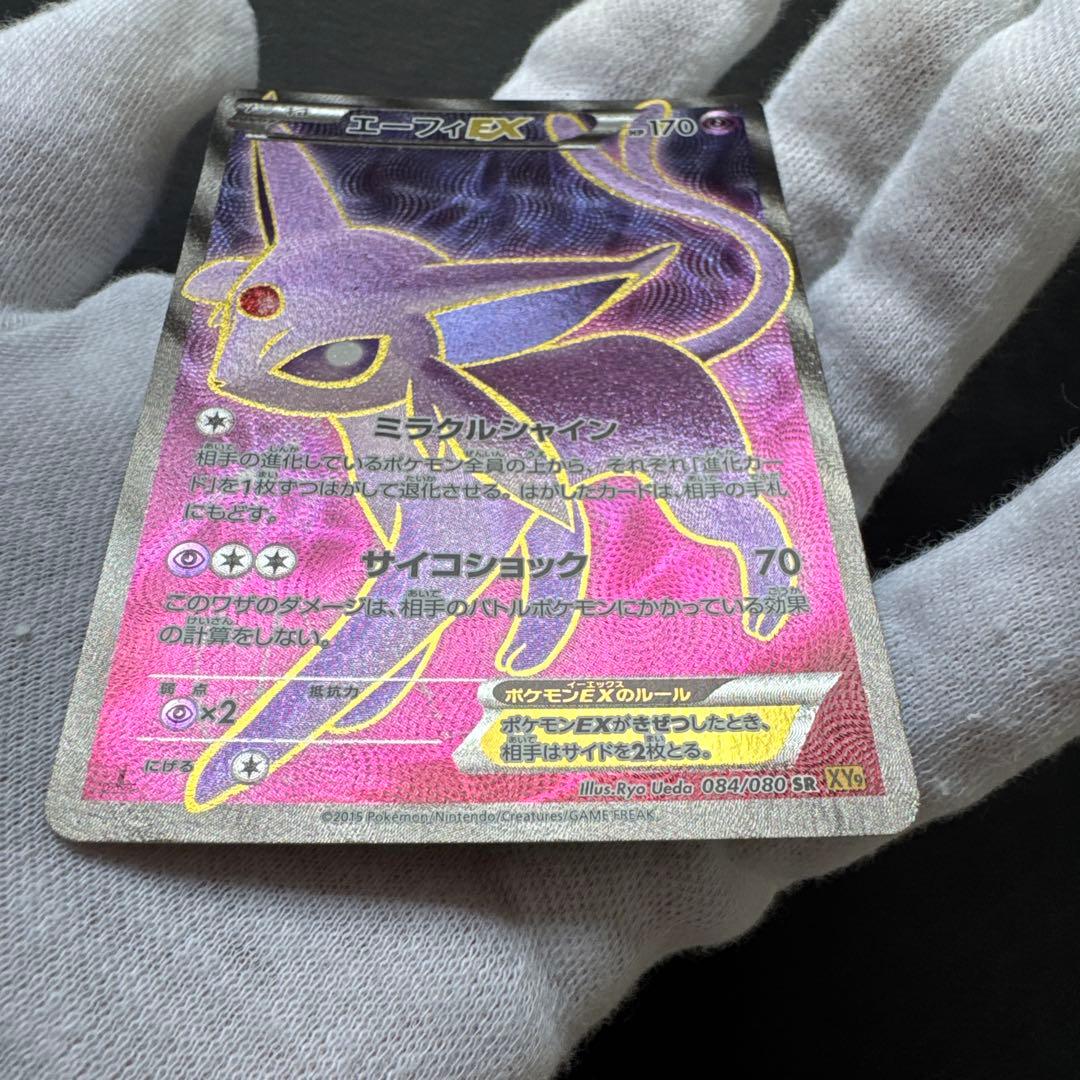 エーフィEX HP170
ミラクルシャイン
相手の進化しているポケモン全員の上から、それぞれ「進化カー
ド」を1枚ずつはがして退化させる。はがしたカードは、相手の手札
にもどす。
サイコショック 70
このワザのダメージは、相手のバトルポケモンにかかっている効果
の計算をしない。
弱点 抵抗力
×2
ポケモンEXのルール
ポケモンEXがきぜつしたとき、
相手はサイドを2枚とる。
にげる
Illus.Ryo Ueda 084/080 SR XY9
©2015 Pokémon/Nintendo/Creatures/GAME FREAK.